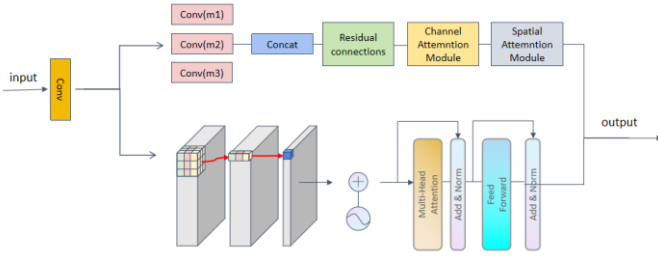 input
Conv
Conv(m1)
Conv(m2)
Conv(m3)
Concat
Residual
connections
Channel
Attemntion
Module
Spatial
Attemntion
Module
output
Multi-Head
Attention
Add & Norm
Feed
Forward
Add & Norm